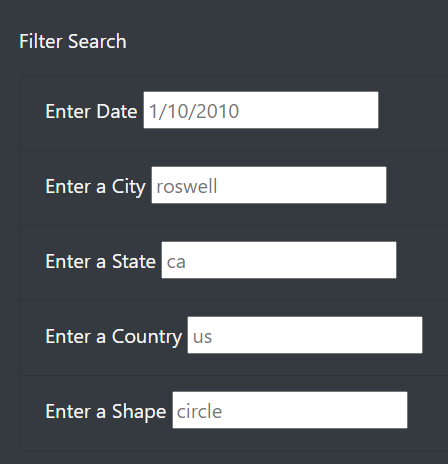 Filter Search
Enter Date 1/10/2010
Enter a City roswell
Enter a State ca
Enter a Country us
Enter a Shape circle